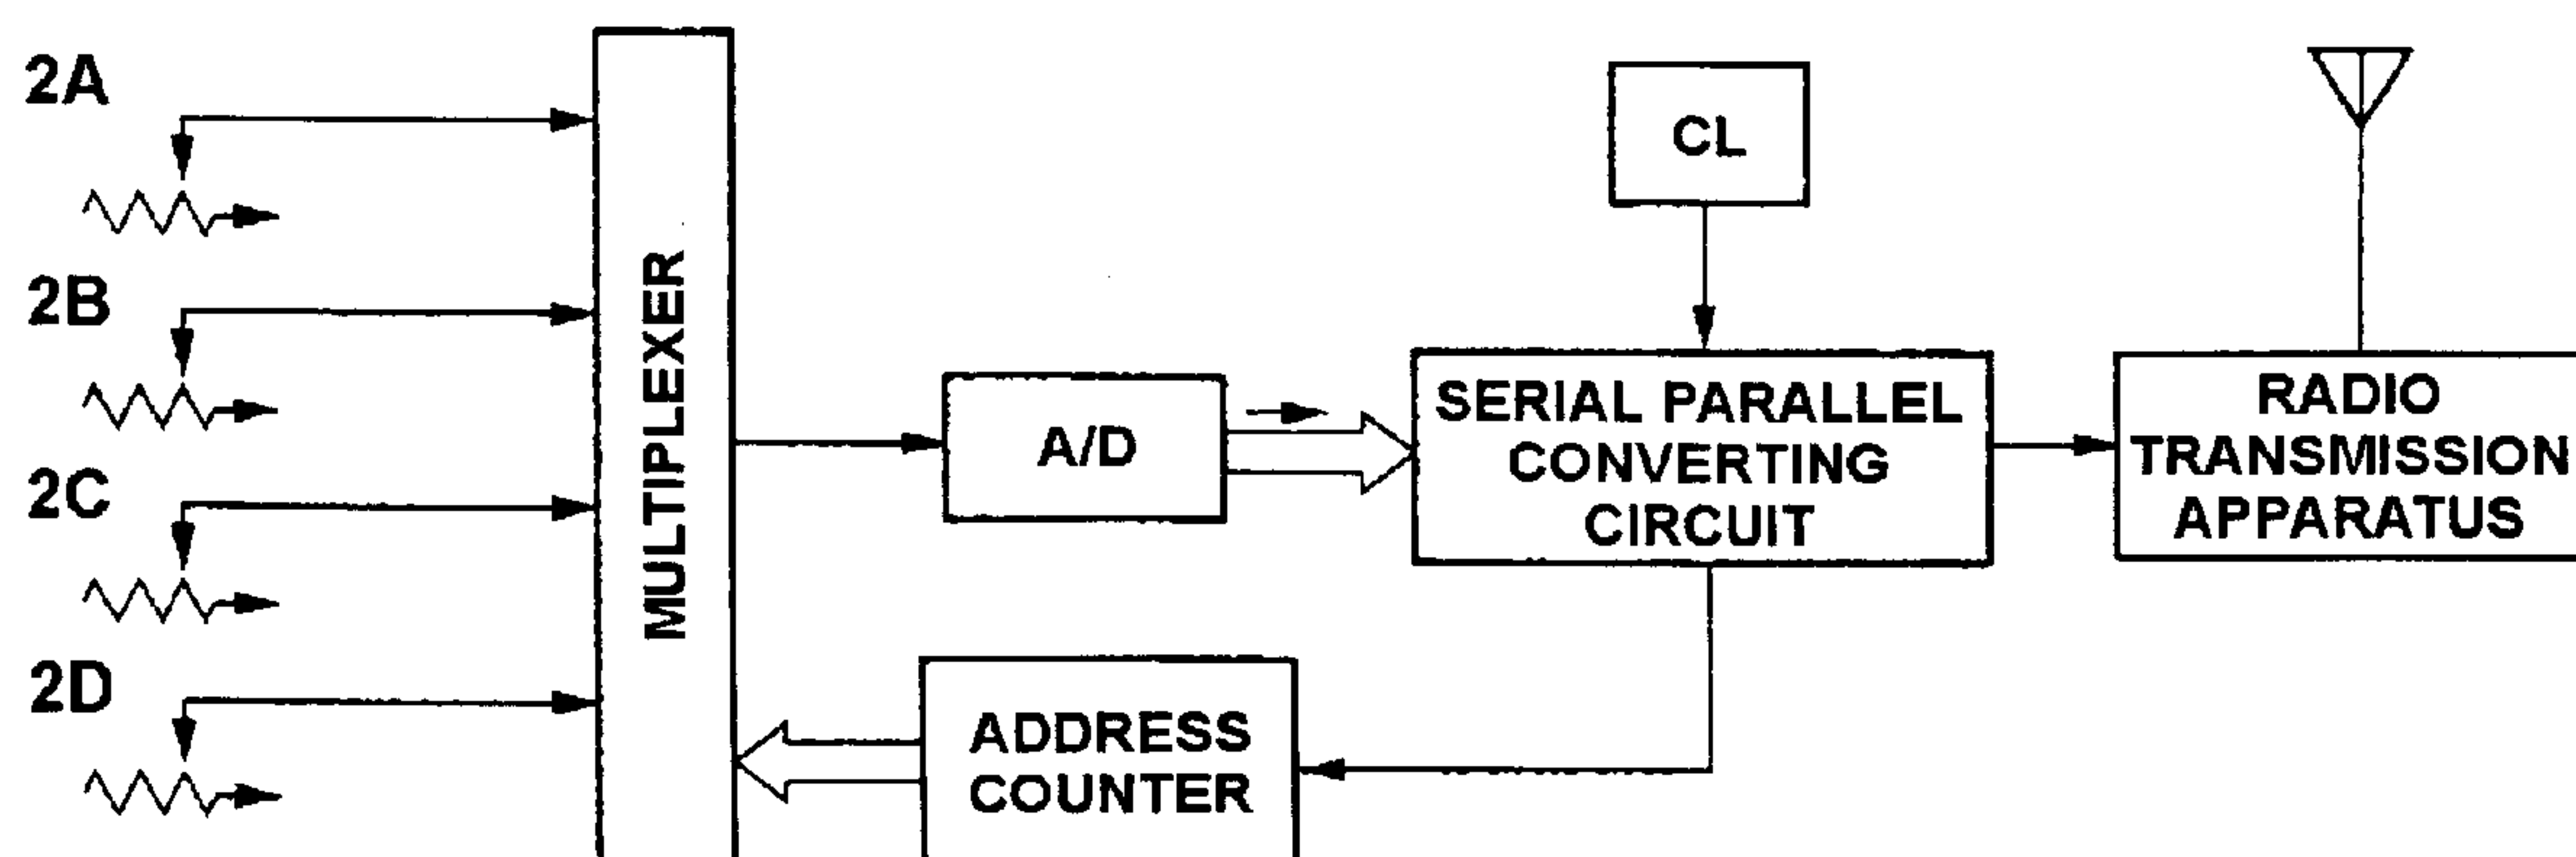 2A
2B
2C
2D
MULTIPLEXER
A/D
ADDRESS
COUNTER
CL
SERIAL PARALLEL
CONVERTING
CIRCUIT
RADIO
TRANSMISSION
APPARATUS